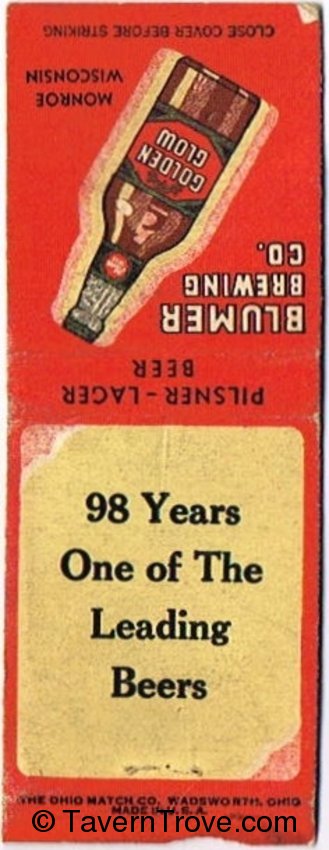 CLOSE COVER BEFORE STRIKING
MONROE
WISCONSIN
GOLDEN
GLOW
BLUMER
BREWING
CO.
PILSNER - LAGER
BEER
98 Years
One of The
Leading
Beers
THE OHIO MATCH CO. WADSWORTH, OHIO
MADE IN U.S.A.
© TavernTrove.com